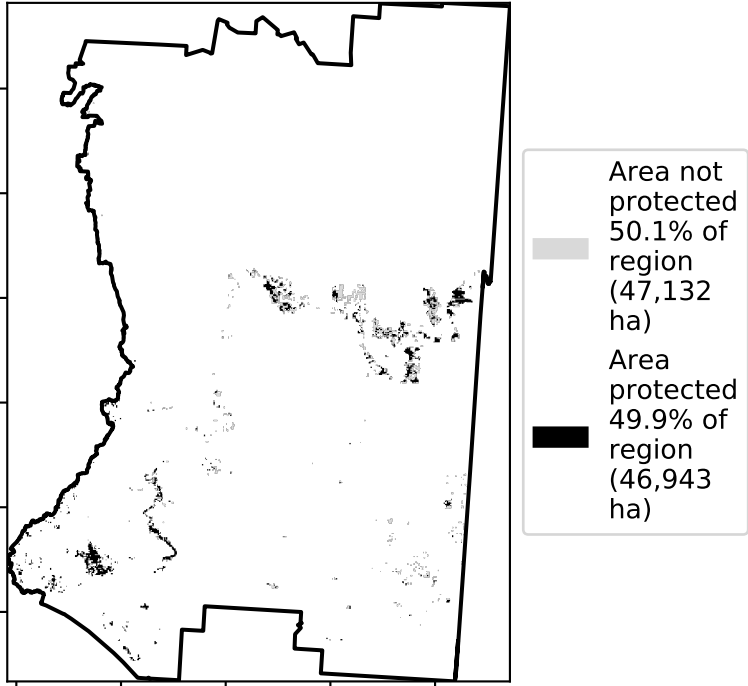 Area not
protected
50.1% of
region
(47,132
ha)
Area
protected
49.9% of
region
(46,943
ha)